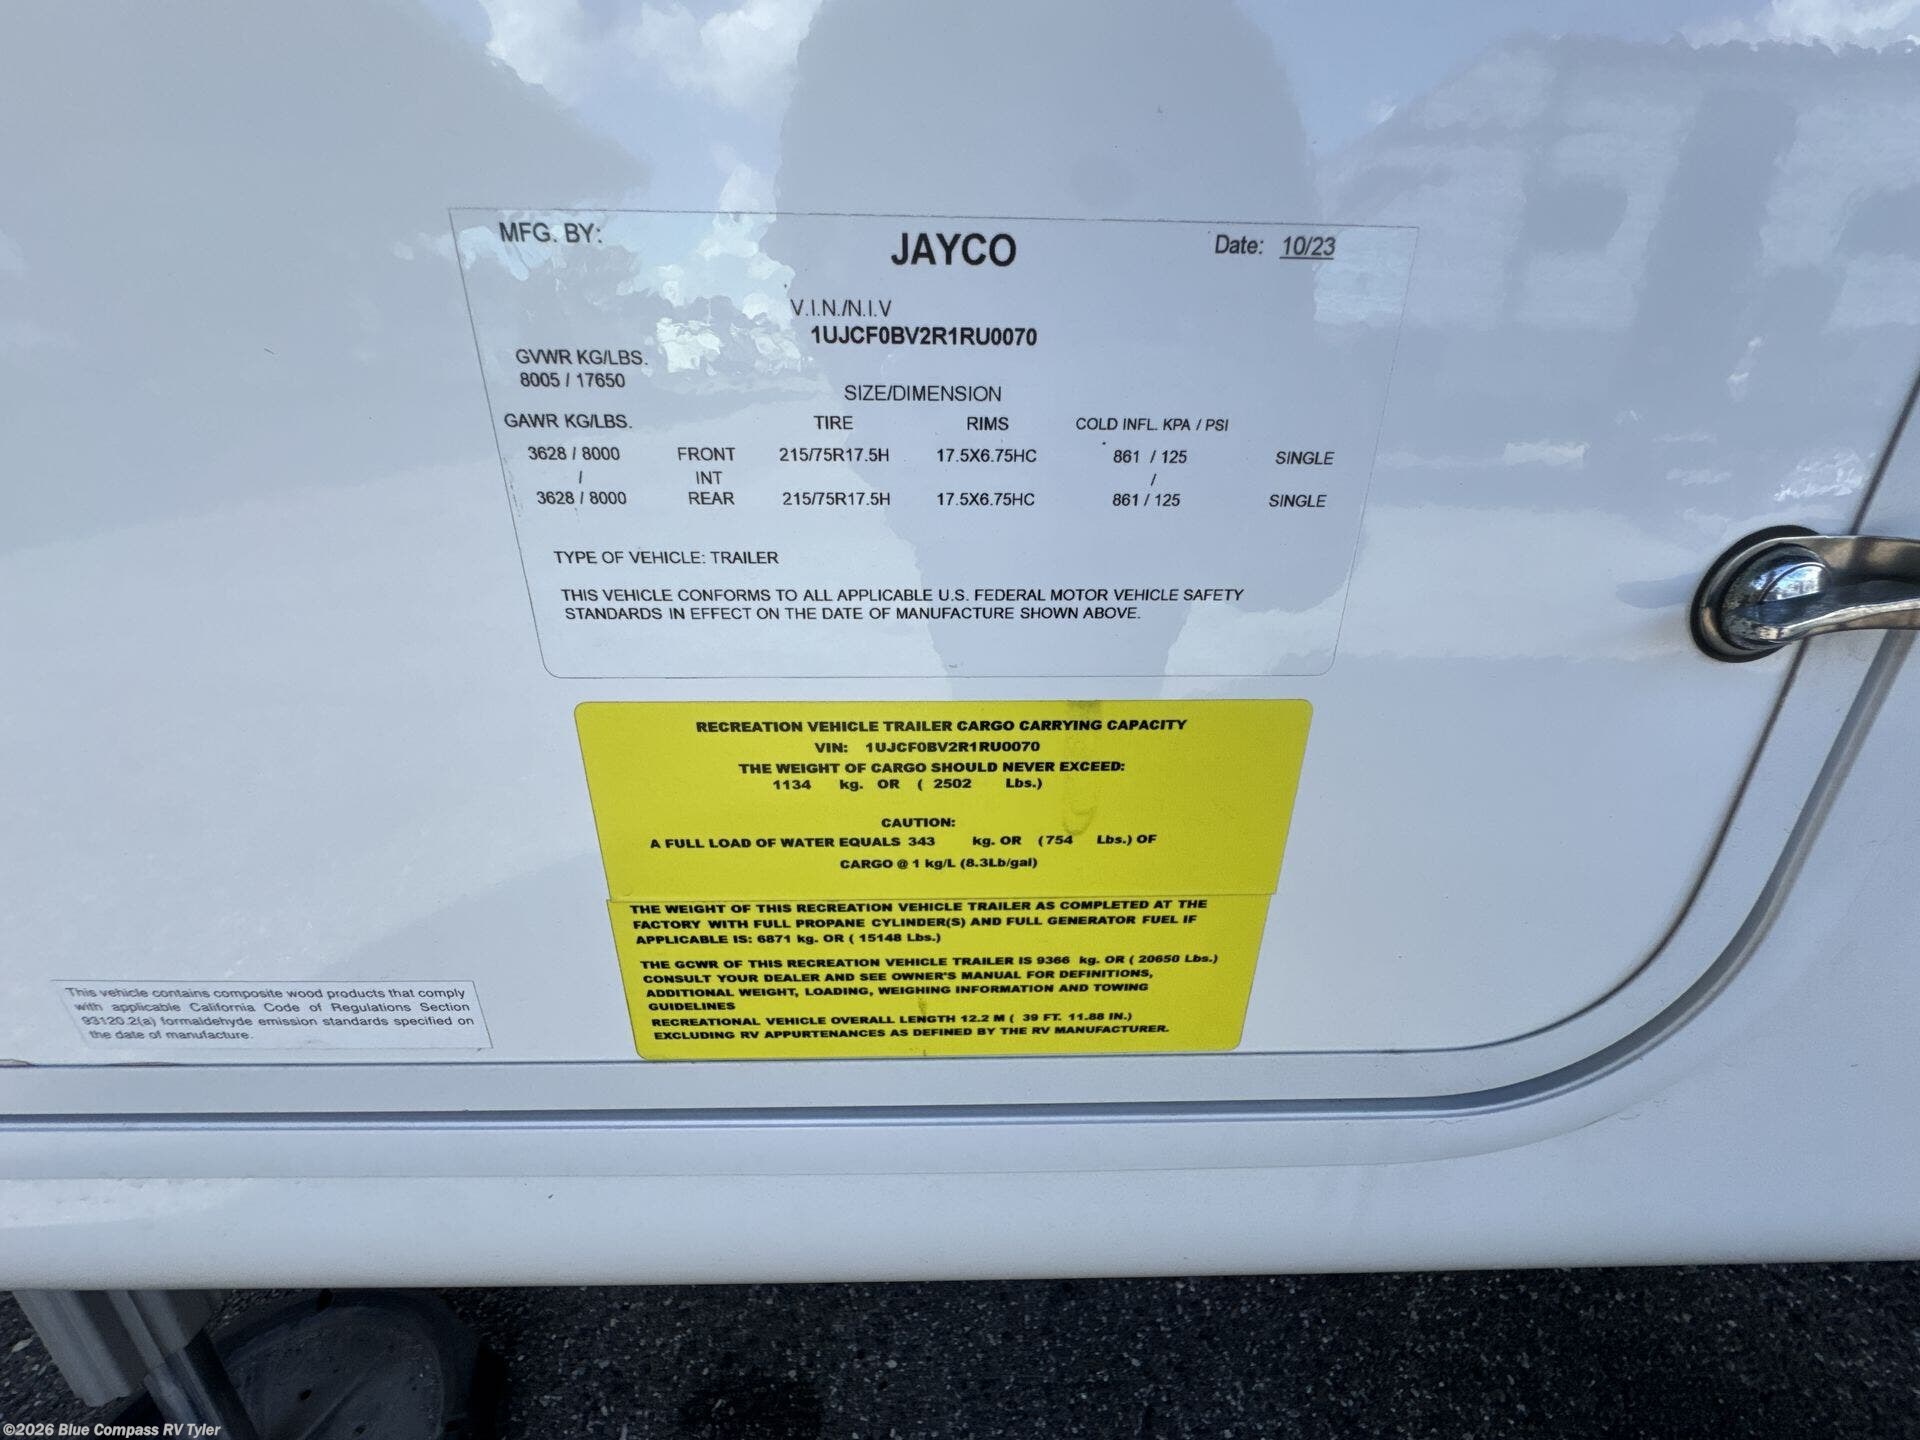 MFG. BY: JAYCO Date: 10/23
V.I.N./N.I.V
1UJCF0BV2R1RU0070
GVWR KG/LBS.
8005 / 17650
SIZE/DIMENSION
GAWR KG/LBS. TIRE RIMS COLD INFL. KPA / PSI
3628 / 8000 FRONT 215/75R17.5H 17.5X6.75HC 861 / 125 SINGLE
/ INT /
3628 / 8000 REAR 215/75R17.5H 17.5X6.75HC 861 / 125 SINGLE
TYPE OF VEHICLE: TRAILER
THIS VEHICLE CONFORMS TO ALL APPLICABLE U.S. FEDERAL MOTOR VEHICLE SAFETY
STANDARDS IN EFFECT ON THE DATE OF MANUFACTURE SHOWN ABOVE.
RECREATION VEHICLE TRAILER CARGO CARRYING CAPACITY
VIN: 1UJCF0BV2R1RU0070
THE WEIGHT OF CARGO SHOULD NEVER EXCEED:
1134 kg. OR ( 2502 Lbs.)
CAUTION:
A FULL LOAD OF WATER EQUALS 343 kg. OR (754 Lbs.) OF
CARGO @ 1 kg/L (8.3Lb/gal)
THE WEIGHT OF THIS RECREATION VEHICLE TRAILER AS COMPLETED AT THE
FACTORY WITH FULL PROPANE CYLINDER(S) AND FULL GENERATOR FUEL IF
APPLICABLE IS: 6871 kg. OR ( 15148 Lbs.)
THE GCWR OF THIS RECREATION VEHICLE TRAILER IS 9366 kg. OR ( 20650 Lbs.)
CONSULT YOUR DEALER AND SEE OWNER'S MANUAL FOR DEFINITIONS,
ADDITIONAL WEIGHT, LOADING, WEIGHING INFORMATION AND TOWING
GUIDELINES
RECREATIONAL VEHICLE OVERALL LENGTH 12.2 M ( 39 FT. 11.88 IN.)
EXCLUDING RV APPURTENANCES AS DEFINED BY THE RV MANUFACTURER.
This vehicle contains composite wood products that comply
with applicable California Code of Regulations Section
93120.2(a) formaldehyde emission standards specified on
the date of manufacture.
©2026 Blue Compass RV Tyler